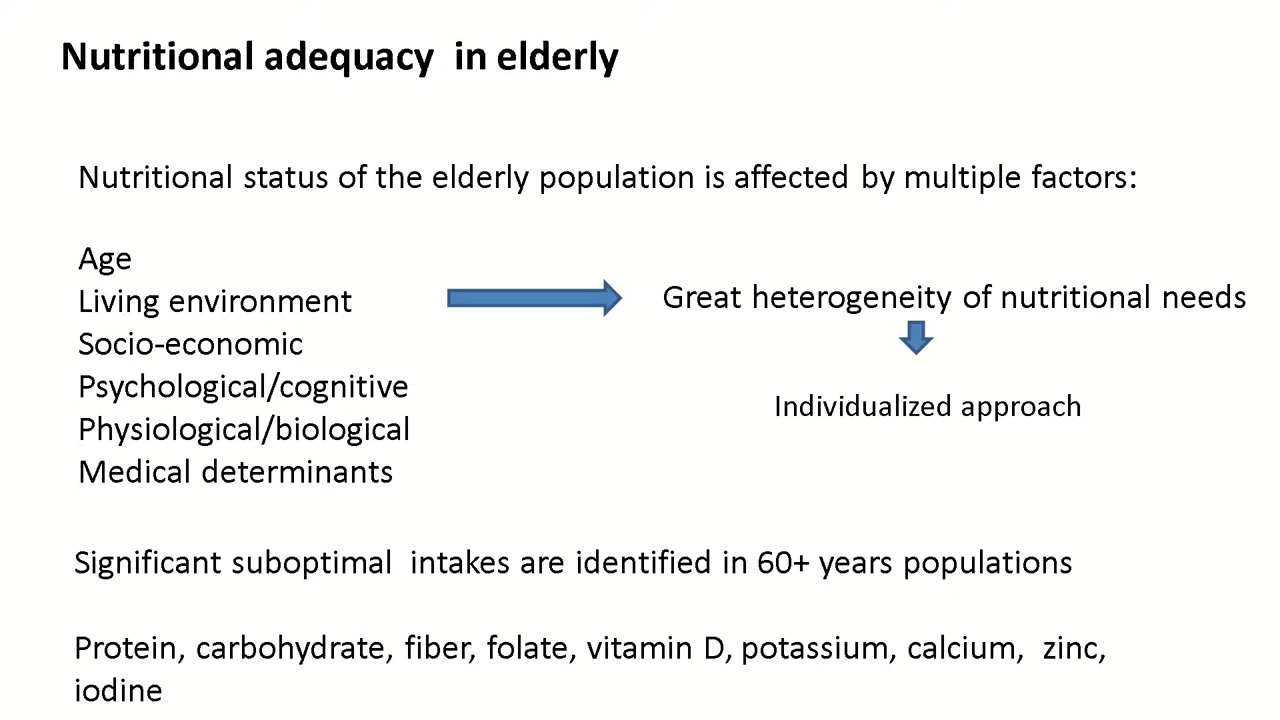 Nutritional adequacy in elderly
Nutritional status of the elderly population is affected by multiple factors:
Age
Living environment
Socio-economic
Psychological/cognitive
Physiological/biological
Medical determinants
Great heterogeneity of nutritional needs
Individualized approach
Significant suboptimal intakes are identified in 60+ years populations
Protein, carbohydrate, fiber, folate, vitamin D, potassium, calcium, zinc,
iodine